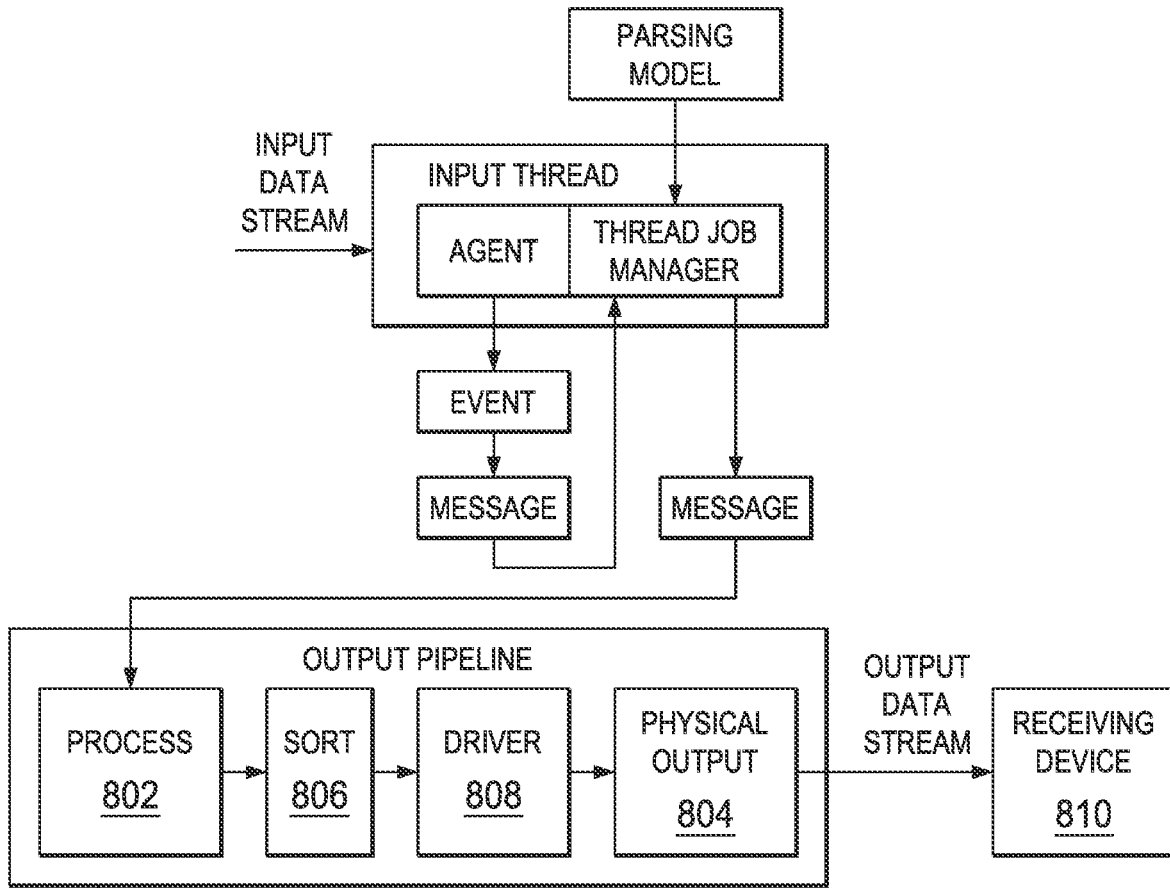 PARSING
MODEL
INPUT
DATA
STREAM
INPUT THREAD
AGENT
THREAD JOB
MANAGER
EVENT
MESSAGE
MESSAGE
OUTPUT PIPELINE
PROCESS
802
SORT
806
DRIVER
808
PHYSICAL
OUTPUT
804
OUTPUT
DATA
STREAM
RECEIVING
DEVICE
810